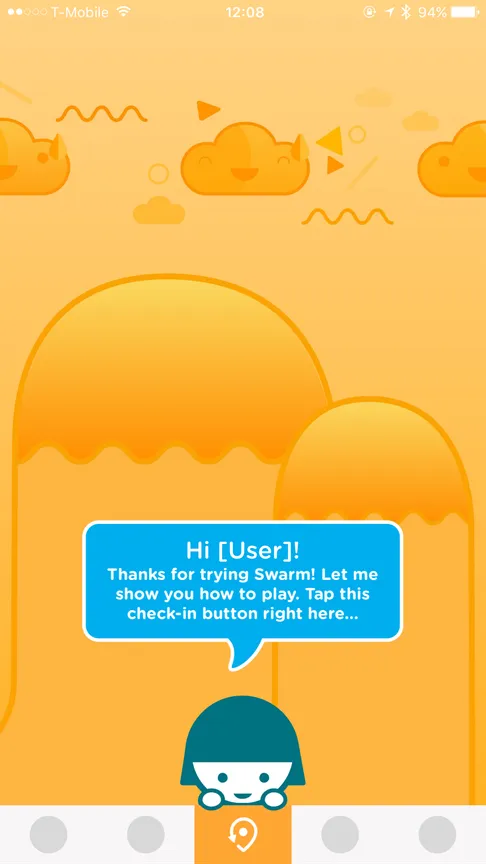 T-Mobile 12:08 94%
Hi [User]!
Thanks for trying Swarm! Let me
show you how to play. Tap this
check-in button right here...